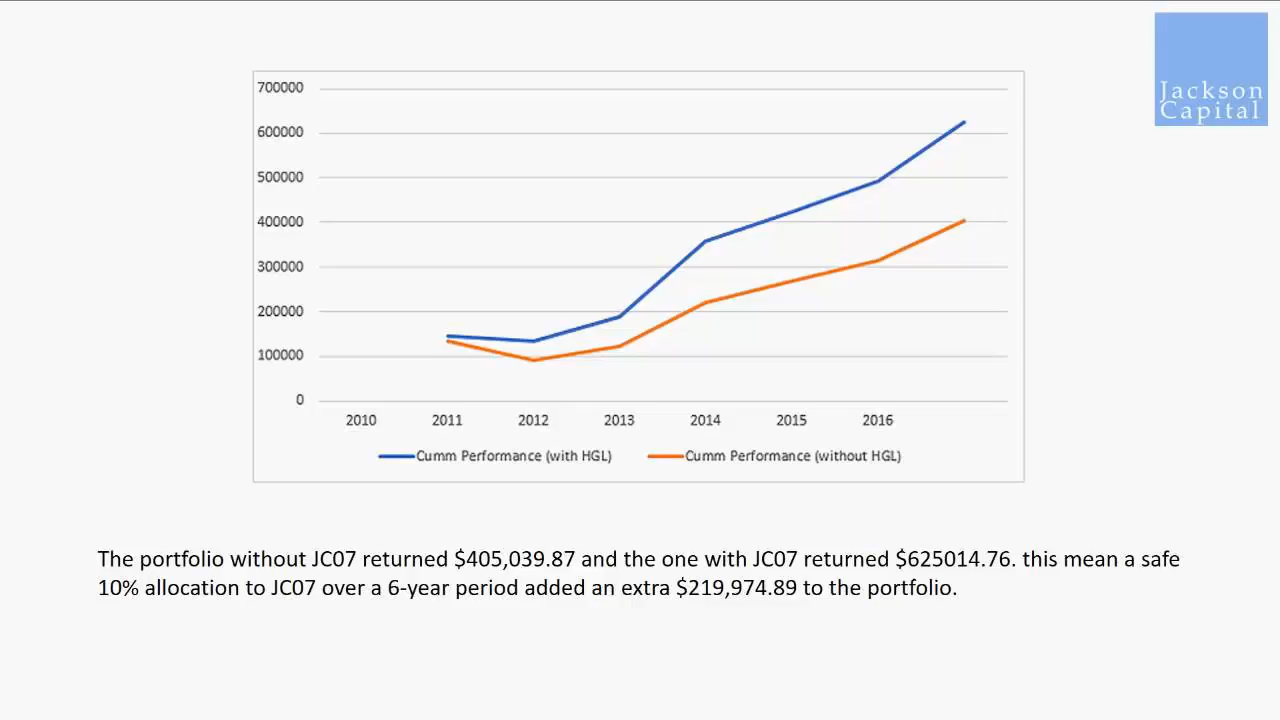 Jackson
Capital
700000
600000
500000
400000
300000
200000
100000
0
2010 2011 2012 2013 2014 2015 2016
Cumm Performance (with HGL) Cumm Performance (without HGL)
The portfolio without JC07 returned $405,039.87 and the one with JC07 returned $625014.76. this mean a safe
10% allocation to JC07 over a 6-year period added an extra $219,974.89 to the portfolio.